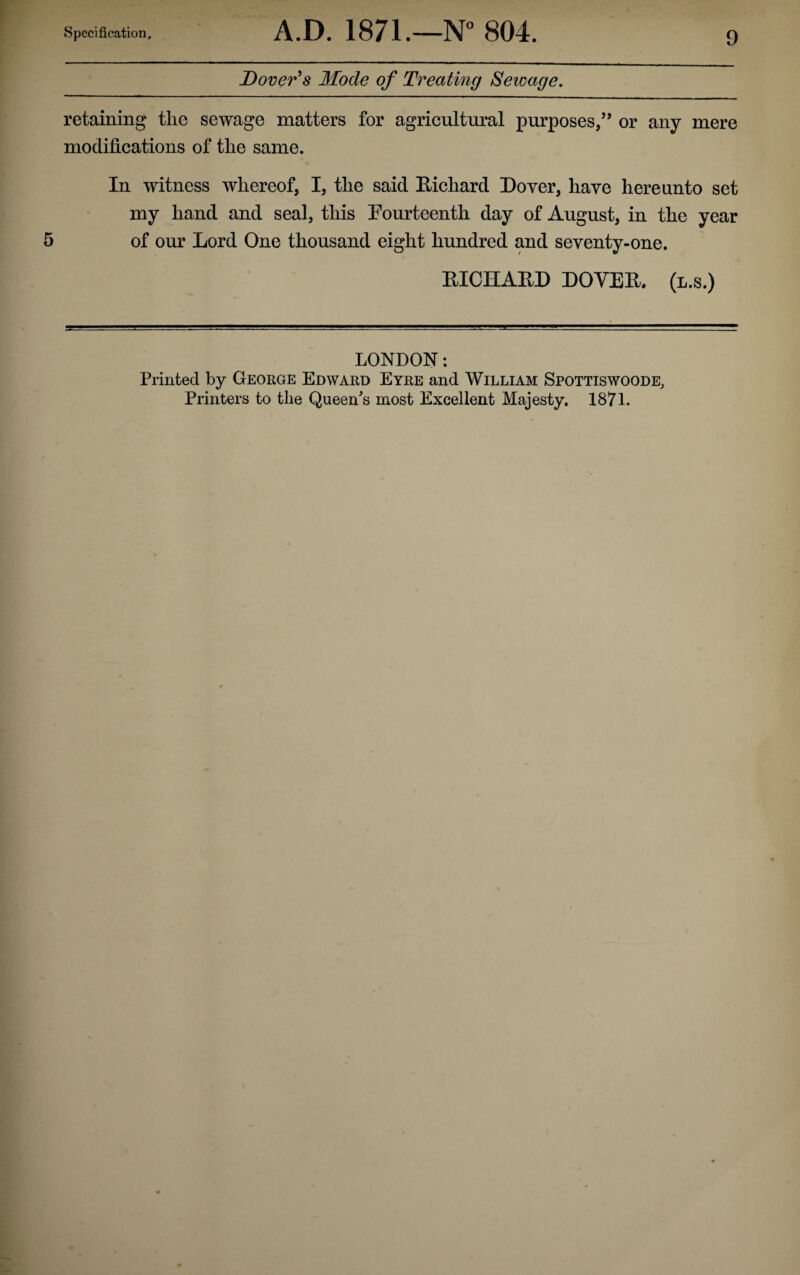 Specification. A.D. 1871.—N° 804. 9
Dover's Mode of Treating Sewage.
retaining the sewage matters for agricultural purposes,” or any mere
modifications of the same.
In witness whereof, I, the said Richard Dover, have hereunto set
my hand and seal, this Fourteenth day of August, in the year
5 of our Lord One thousand eight hundred and seventy-one.
RICHARD DOVER. (L.S.)
LONDON:
Printed by GEORGE EDWARD EYRE and WILLIAM SPOTTISWOODE,
Printers to the Queen's most Excellent Majesty. 1871.